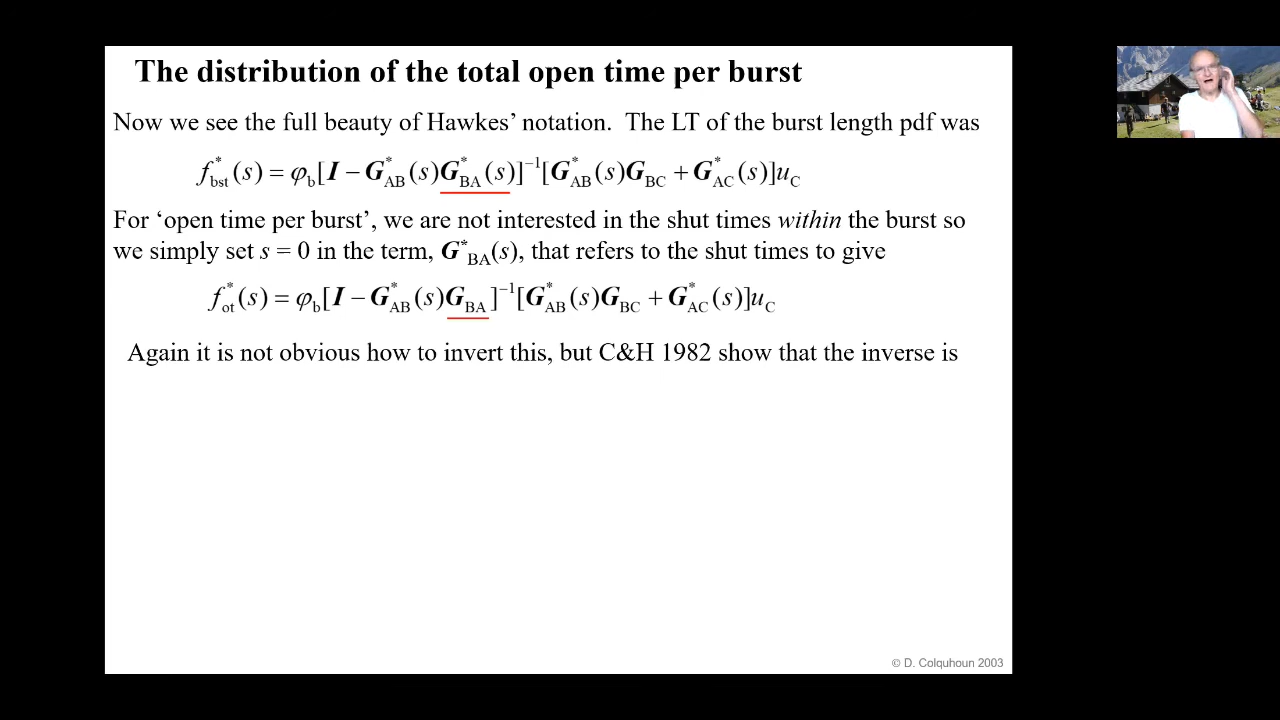 The distribution of the total open time per burst
Now we see the full beauty of Hawkes’ notation. The LT of the burst length pdf was
f*bst(s) = φb[I − G*AB(s)G*BA(s)]−1[G*AB(s)GBC + G*AC(s)]uC
For ‘open time per burst’, we are not interested in the shut times within the burst so
we simply set s = 0 in the term, G*BA(s), that refers to the shut times to give
f*ot(s) = φb[I − G*AB(s)GBA]−1[G*AB(s)GBC + G*AC(s)]uC
Again it is not obvious how to invert this, but C&H 1982 show that the inverse is
© D. Colquhoun 2003